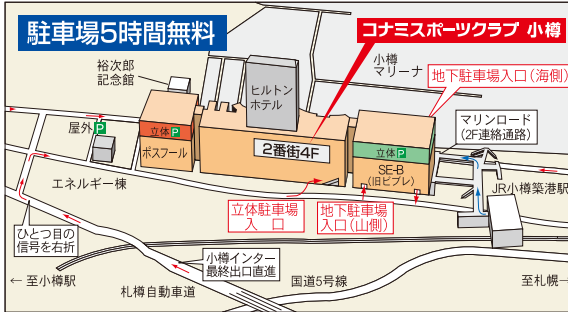 駐車場5時間無料
コナミスポーツクラブ 小樽
裕次郎
記念館
ヒルトン
ホテル
小樽
マリーナ
地下駐車場入口(海側)
マリンロード
(2F連絡通路)
屋外 P
立体 P
ポスフール
2番街4F
立体 P
SE-B
(旧ビブレ)
エネルギー棟
立体駐車場
入 口
地下駐車場
入口(山側)
JR小樽築港駅
ひとつ目の
信号を右折
小樽インター
最終出口直進
← 至小樽駅
札樽自動車道
国道5号線
至札幌→